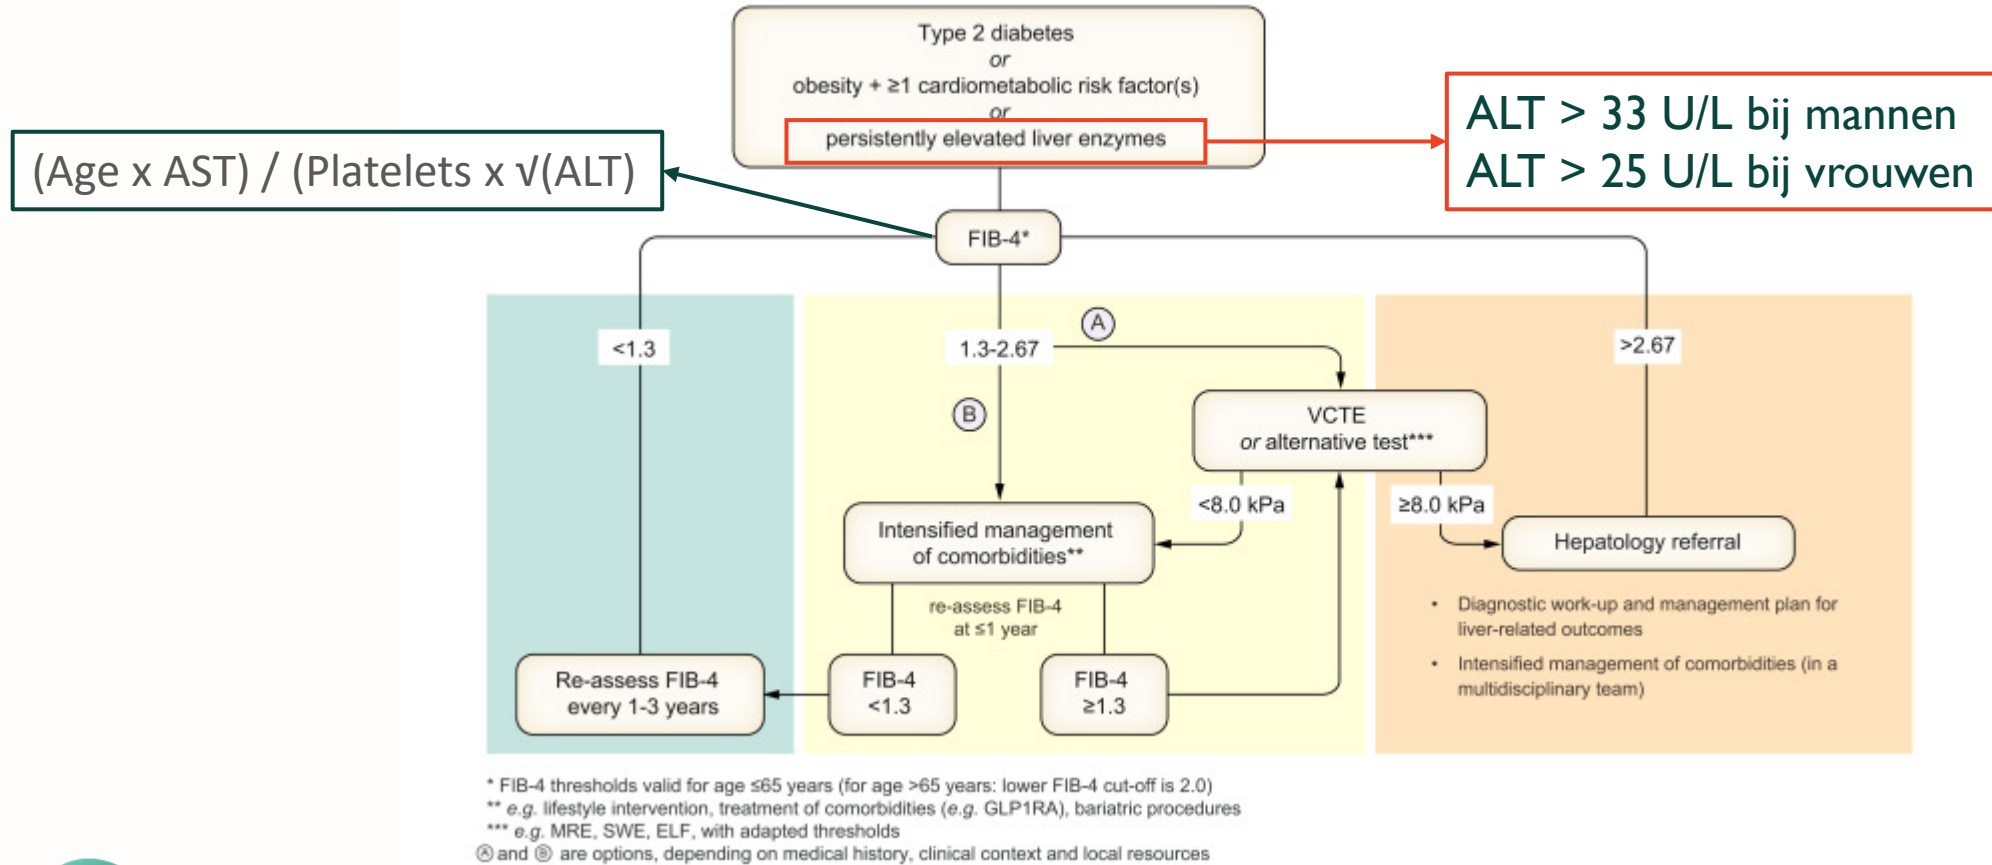 Type 2 diabetes
or
obesity + ≥1 cardiometabolic risk factor(s)
or
persistently elevated liver enzymes
ALT > 33 U/L bij mannen
ALT > 25 U/L bij vrouwen
(Age x AST) / (Platelets x √(ALT)
FIB-4*
<1.3
1.3-2.67
A
>2.67
B
VCTE
or alternative test***
<8.0 kPa
≥8.0 kPa
Intensified management
of comorbidities**
Hepatology referral
re-assess FIB-4
at ≤1 year
• Diagnostic work-up and management plan for
liver-related outcomes
• Intensified management of comorbidities (in a
multidisciplinary team)
Re-assess FIB-4
every 1-3 years
FIB-4
<1.3
FIB-4
≥1.3
* FIB-4 thresholds valid for age ≤65 years (for age >65 years: lower FIB-4 cut-off is 2.0)
** e.g. lifestyle intervention, treatment of comorbidities (e.g. GLP1RA), bariatric procedures
*** e.g. MRE, SWE, ELF, with adapted thresholds
Ⓐ and Ⓑ are options, depending on medical history, clinical context and local resources